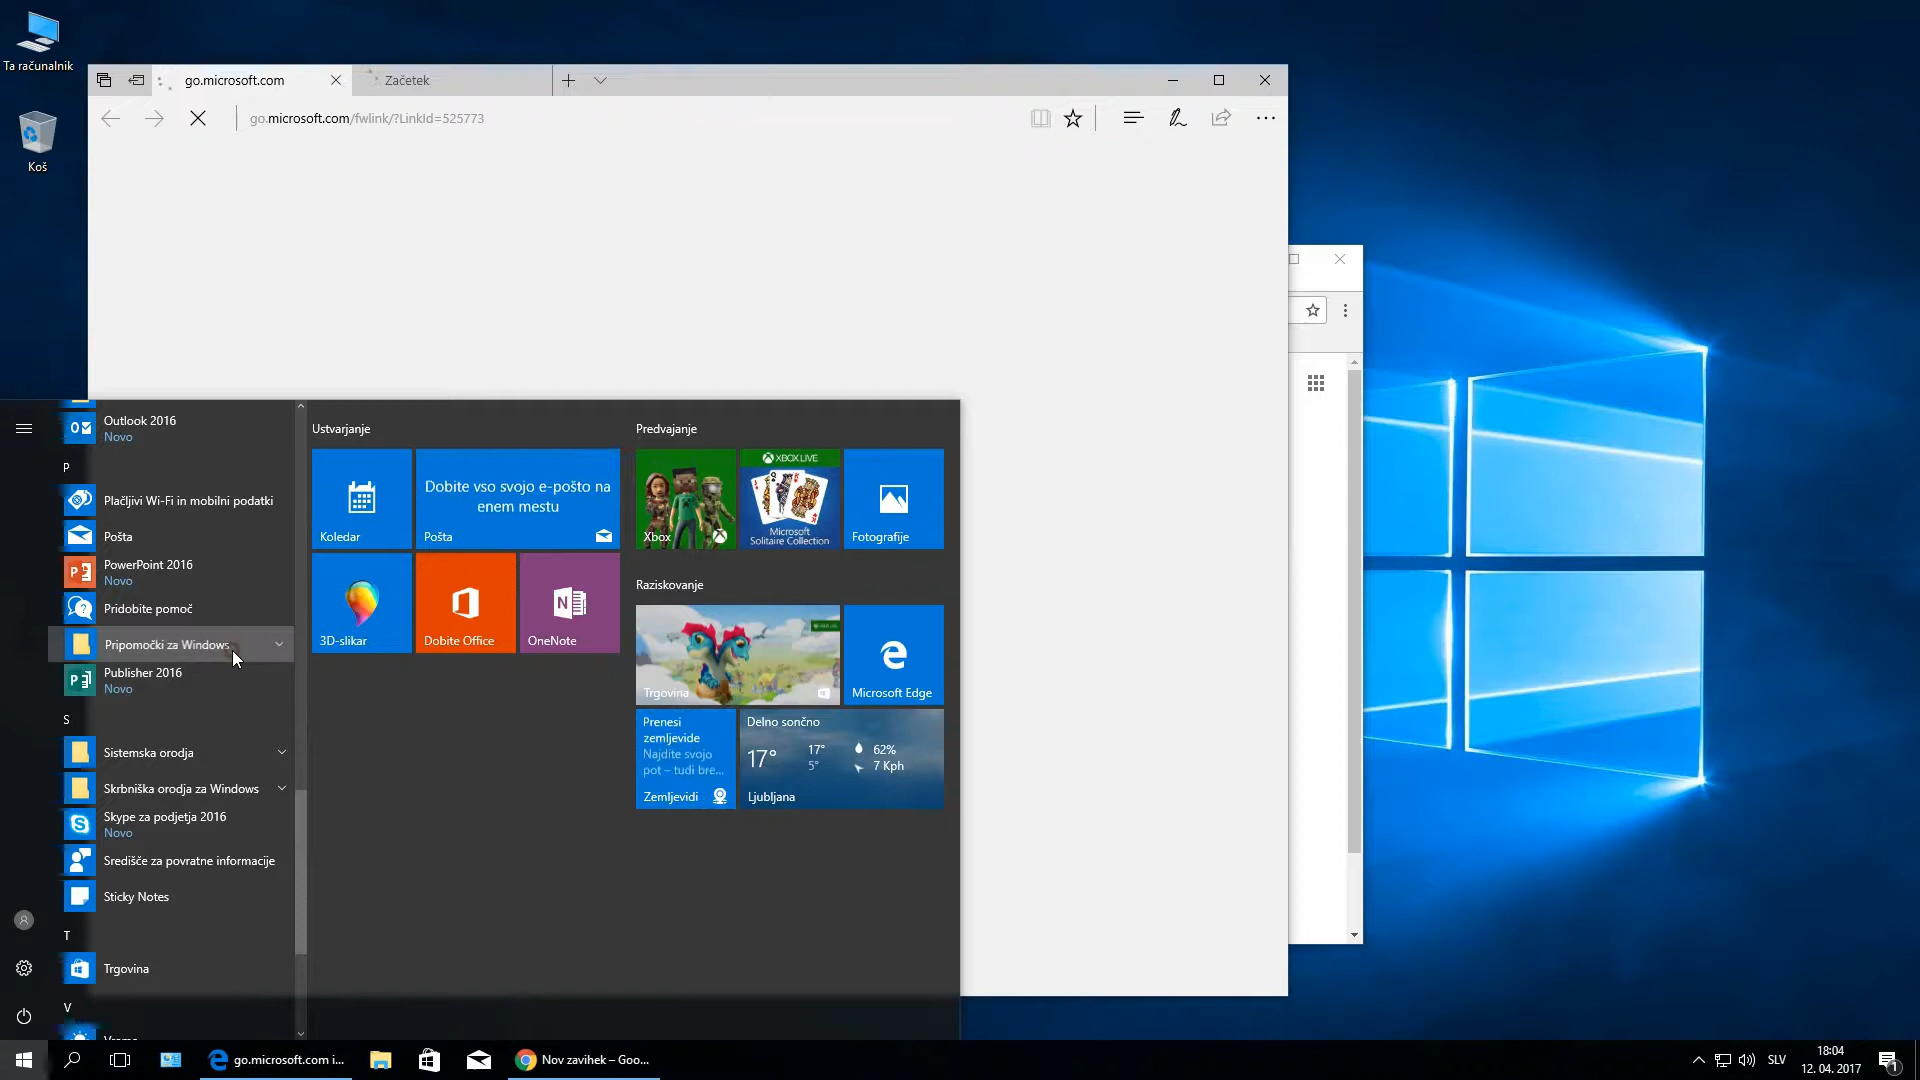 Ta računalnik
Koš
go.microsoft.com
Začetek
go.microsoft.com/fwlink/?LinkId=525773
Outlook 2016
Novo
P
Plačljivi Wi-Fi in mobilni podatki
Pošta
PowerPoint 2016
Novo
Pridobite pomoč
Pripomočki za Windows
Publisher 2016
Novo
S
Sistemska orodja
Skrbniška orodja za Windows
Skype za podjetja 2016
Novo
Središče za povratne informacije
Sticky Notes
T
Trgovina
V
Ustvarjanje
Koledar
Dobite vso svojo e-pošto na
enem mestu
Pošta
3D-slikar
Dobite Office
OneNote
Predvajanje
Xbox
XBOX LIVE
Microsoft
Solitaire Collection
Fotografije
Raziskovanje
Trgovina
Microsoft Edge
Prenesi
zemljevide
Najdite svojo
pot – tudi bre...
Zemljevidi
Delno sončno
17° 17° 62%
5° 7 Kph
Ljubljana
go.microsoft.com i...
Nov zavihek – Goo...
SLV
18:04
12. 04. 2017
1